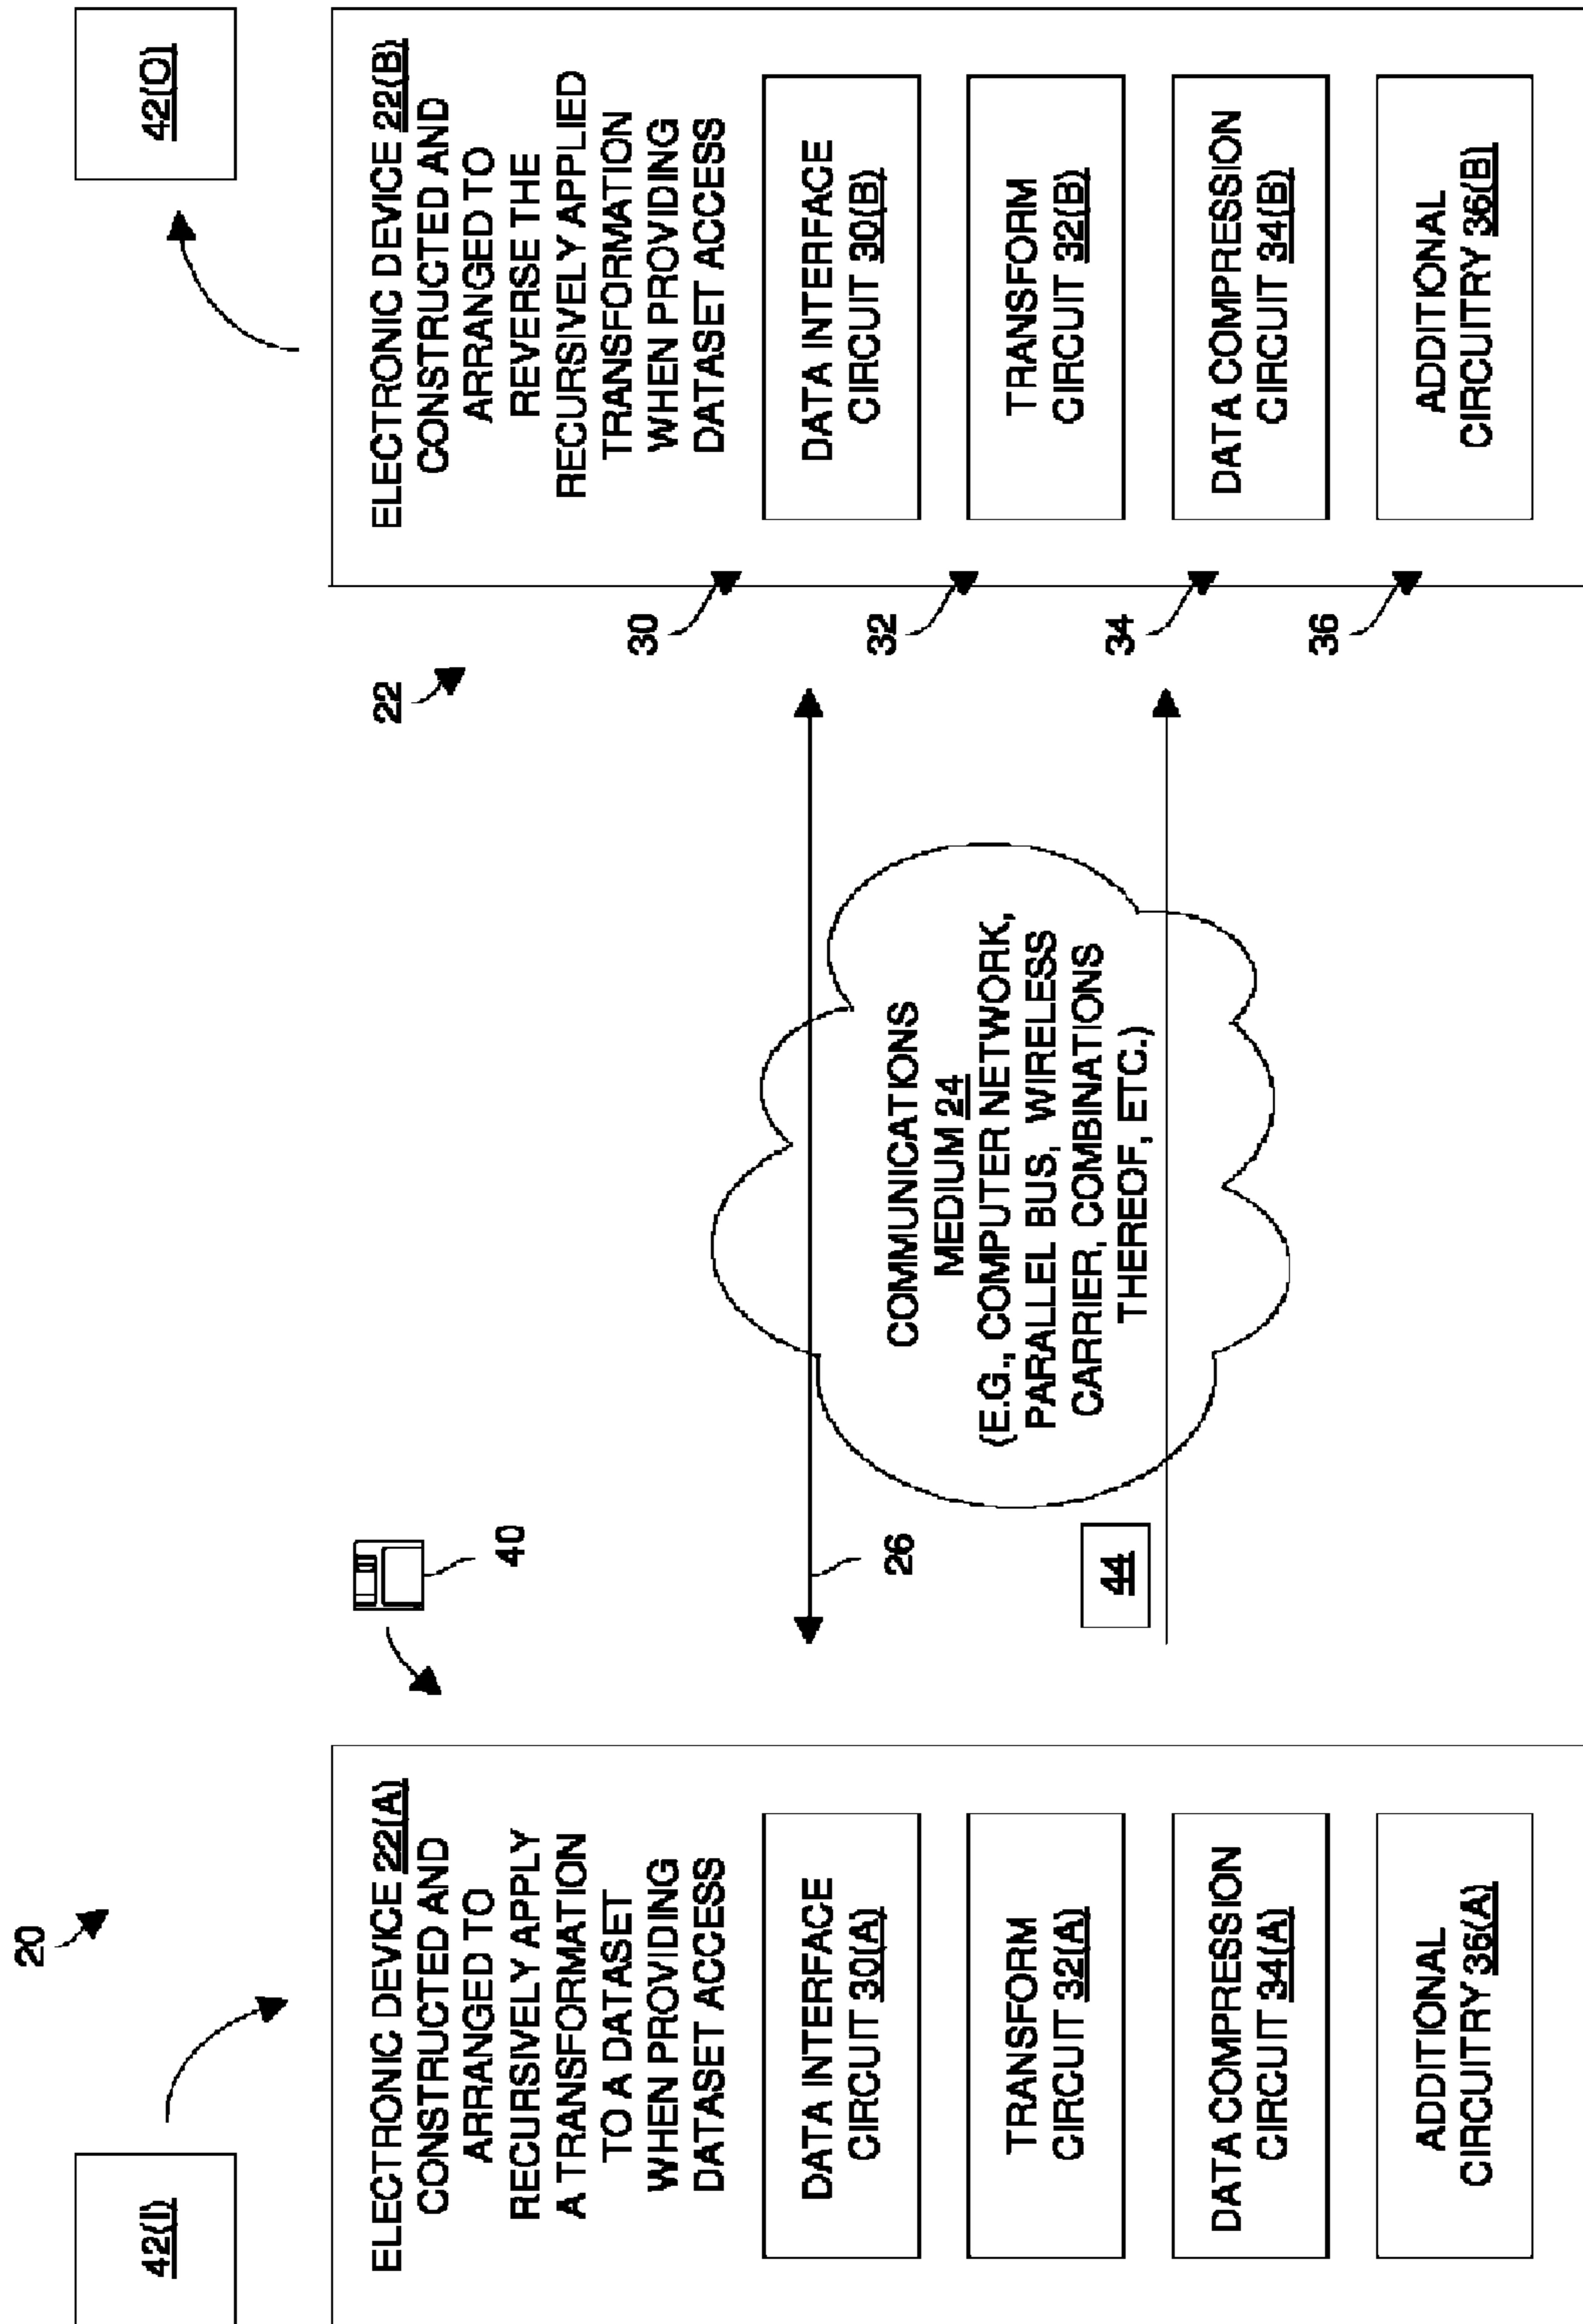 20
42(I)
42(O)
ELECTRONIC DEVICE 22(A)
CONSTRUCTED AND
ARRANGED TO
RECURSIVELY APPLY
A TRANSFORMATION
TO A DATASET
WHEN PROVIDING
DATASET ACCESS
DATA INTERFACE
CIRCUIT 30(A)
TRANSFORM
CIRCUIT 32(A)
DATA COMPRESSION
CIRCUIT 34(A)
ADDITIONAL
CIRCUITRY 36(A)
40
26
44
COMMUNICATIONS
MEDIUM 24
(E.G., COMPUTER NETWORK,
PARALLEL BUS, WIRELESS
CARRIER, COMBINATIONS
THEREOF, ETC.)
22
30
32
34
36
ELECTRONIC DEVICE 22(B)
CONSTRUCTED AND
ARRANGED TO
REVERSE THE
RECURSIVELY APPLIED
TRANSFORMATION
WHEN PROVIDING
DATASET ACCESS
DATA INTERFACE
CIRCUIT 30(B)
TRANSFORM
CIRCUIT 32(B)
DATA COMPRESSION
CIRCUIT 34(B)
ADDITIONAL
CIRCUITRY 36(B)